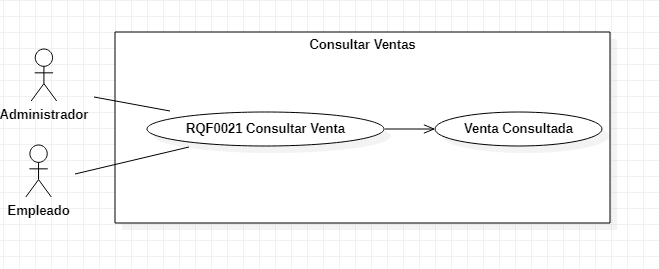 Consultar Ventas
Administrador
RQF0021 Consultar Venta
Venta Consultada
Empleado